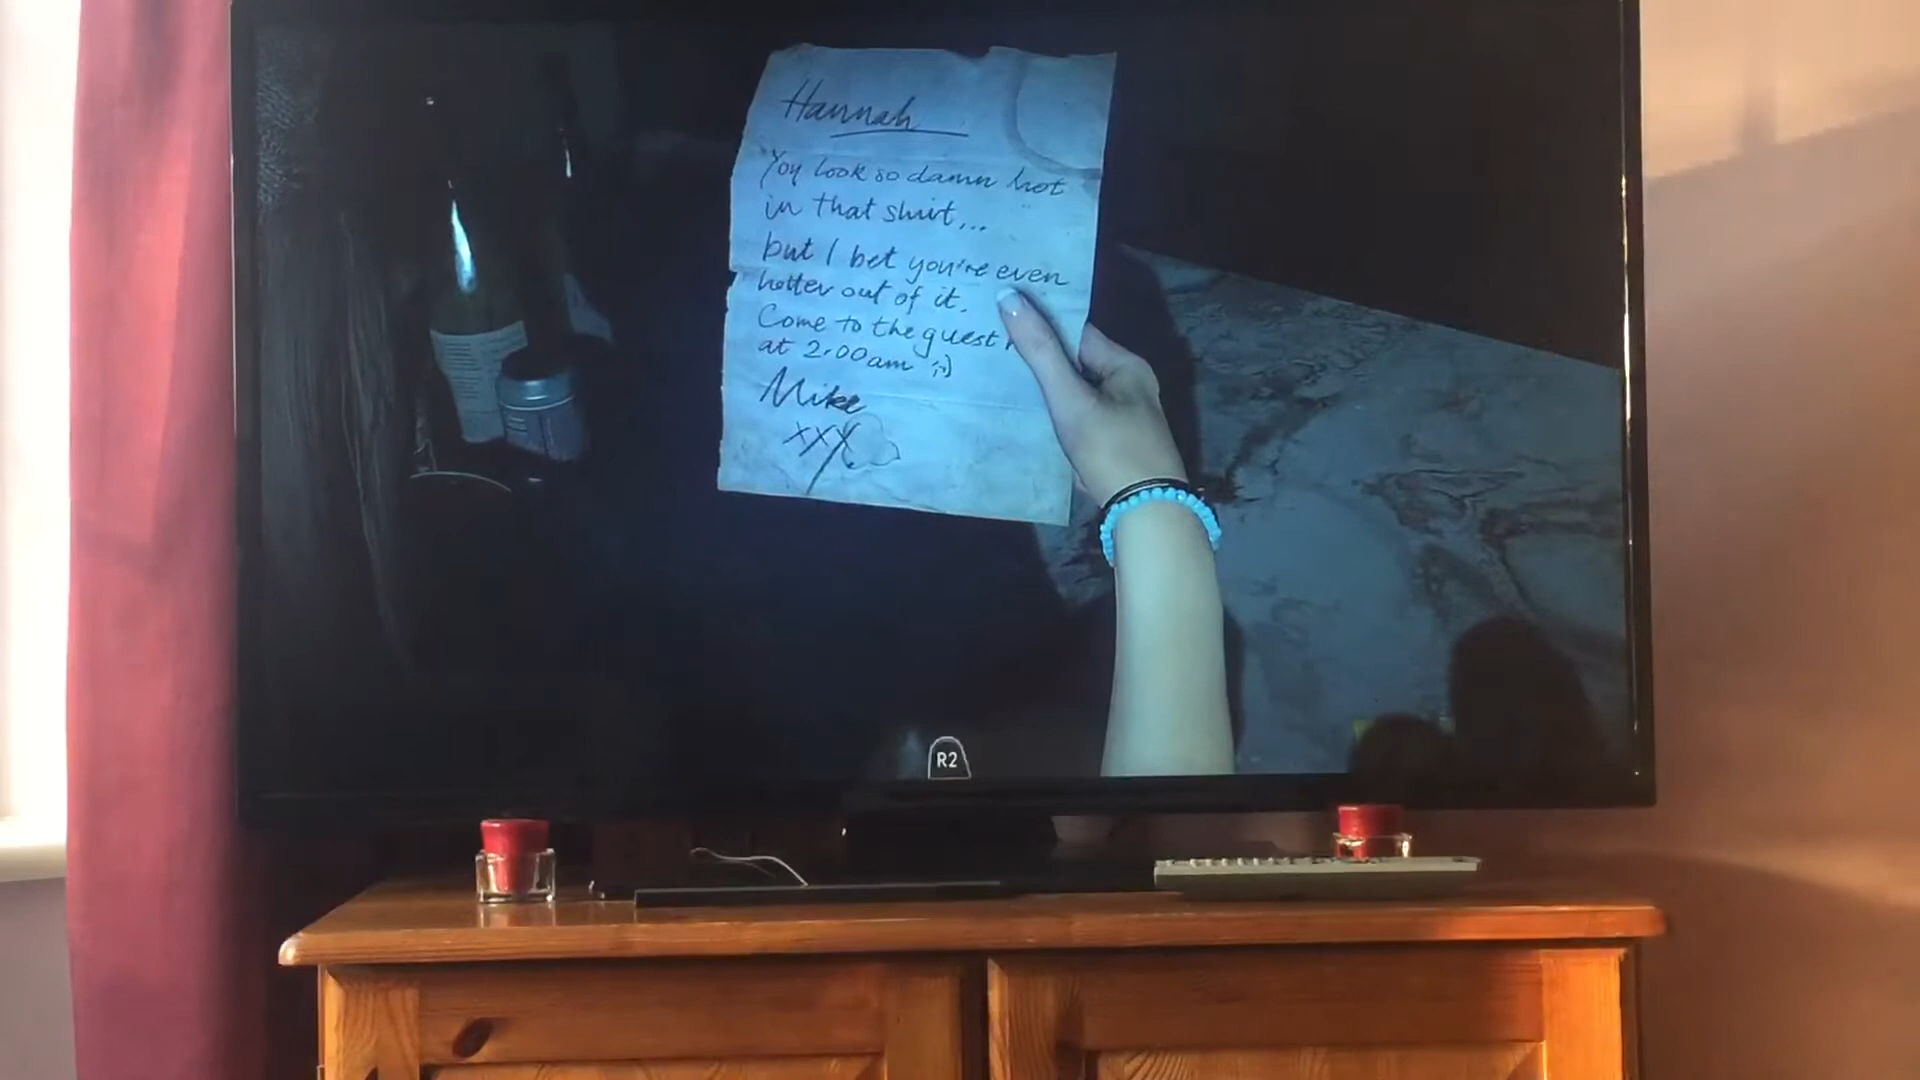 Hannah
You look so damn hot
in that shirt...
but I bet you're even
hotter out of it.
Come to the guest
at 2.00am ;)
Mike
xxx
R2